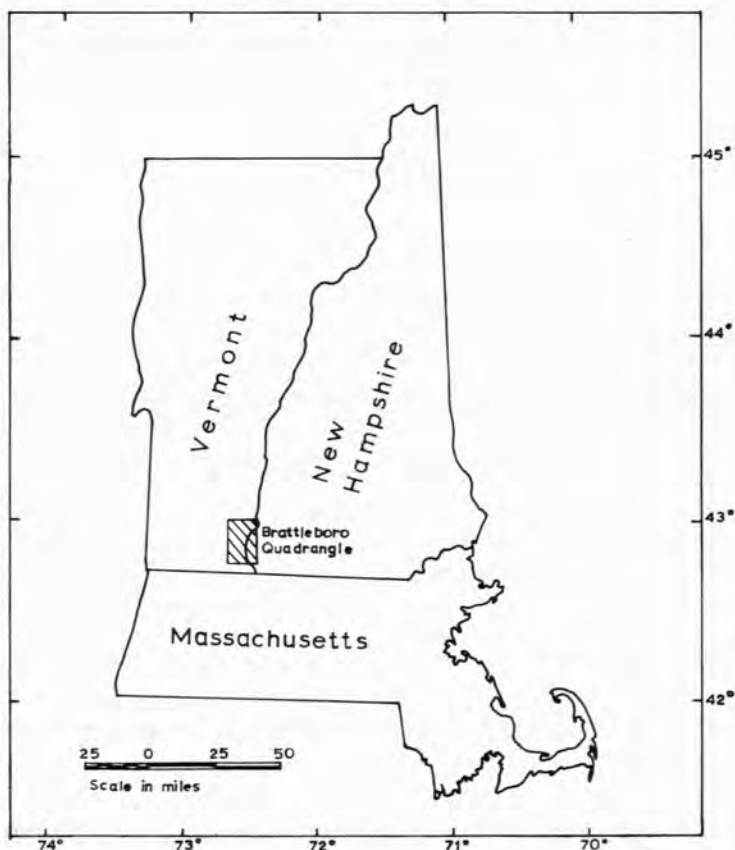 45°
44°
Vermont
New
Hampshire
43°
Brattleboro
Quadrangle
Massachusetts
42°
25 0 25 50
Scale in miles
74° 73° 72° 71° 70°